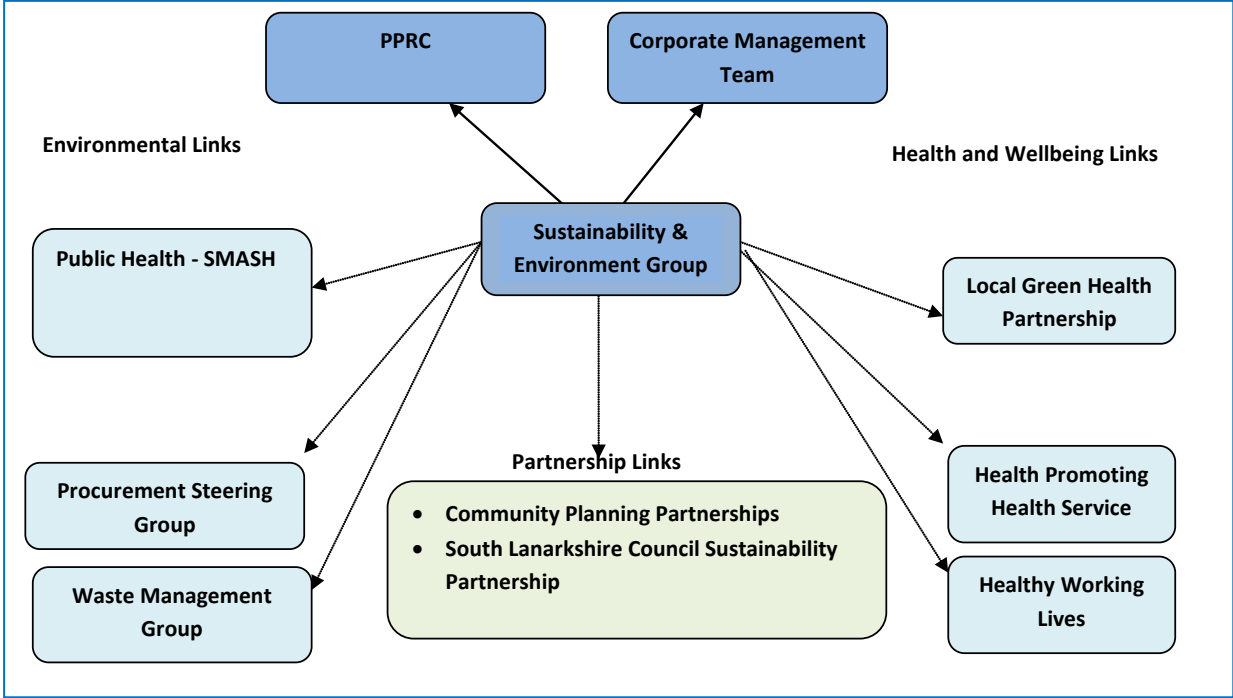 PPRC
Corporate Management
Team
Environmental Links
Health and Wellbeing Links
Sustainability &
Environment Group
Public Health - SMASH
Local Green Health
Partnership
Partnership Links
Procurement Steering
Group
Health Promoting
Health Service
• Community Planning Partnerships
• South Lanarkshire Council Sustainability
Partnership
Waste Management
Group
Healthy Working
Lives